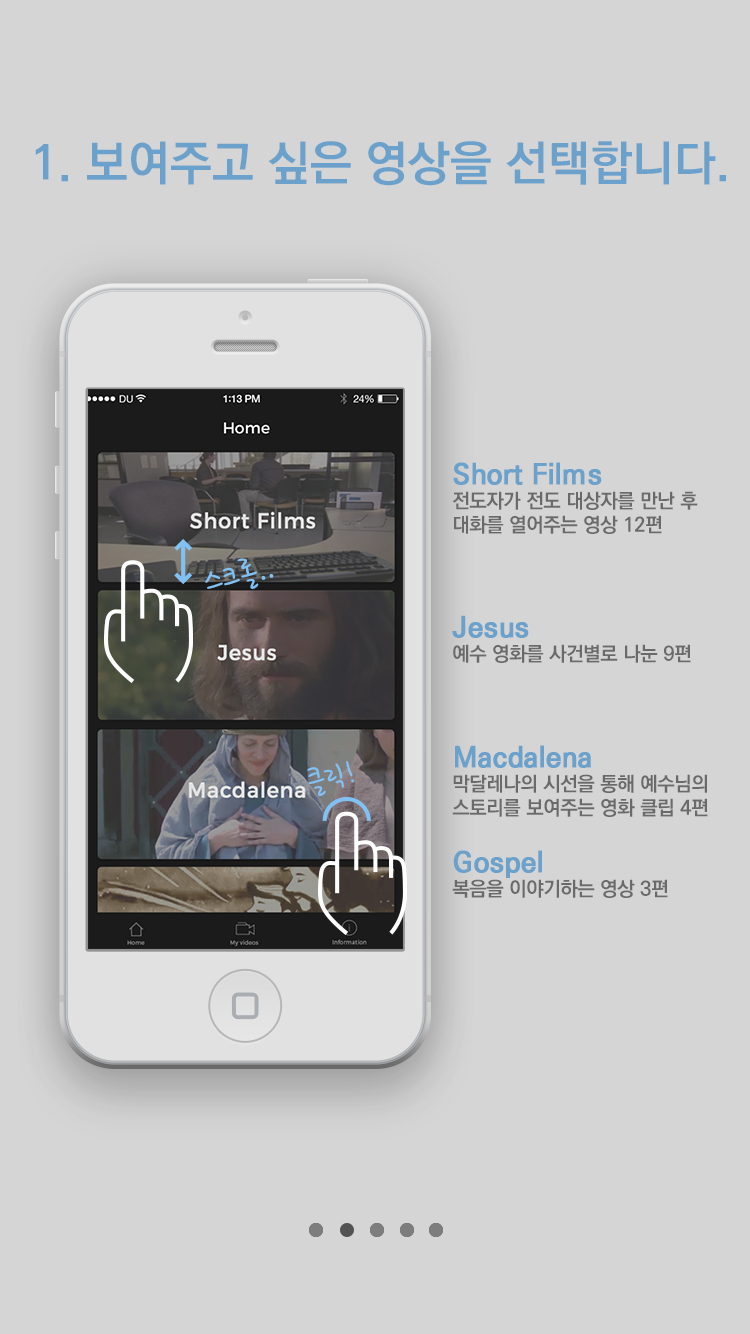 1. 보여주고 싶은 영상을 선택합니다.
DU 1:13 PM 24%
Home
Short Films
스크롤..
Jesus
클릭!
Macdalena
Home My videos Information
Short Films
전도자가 전도 대상자를 만난 후
대화를 열어주는 영상 12편
Jesus
예수 영화를 사건별로 나눈 9편
Macdalena
막달레나의 시선을 통해 예수님의
스토리를 보여주는 영화 클립 4편
Gospel
복음을 이야기하는 영상 3편